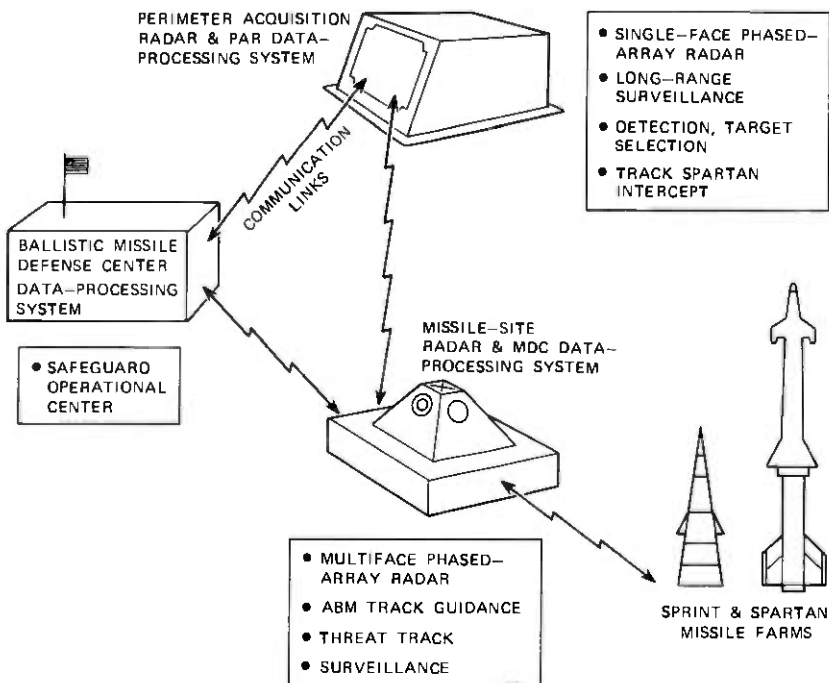 PERIMETER ACQUISITION
RADAR & PAR DATA-
PROCESSING SYSTEM
• SINGLE-FACE PHASED-
ARRAY RADAR
• LONG-RANGE
SURVEILLANCE
• DETECTION, TARGET
SELECTION
• TRACK SPARTAN
INTERCEPT
COMMUNICATION
LINKS
BALLISTIC MISSILE
DEFENSE CENTER
DATA-PROCESSING
SYSTEM
• SAFEGUARD
OPERATIONAL
CENTER
MISSILE-SITE
RADAR & MDC DATA-
PROCESSING SYSTEM
• MULTIFACE PHASED-
ARRAY RADAR
• ABM TRACK GUIDANCE
• THREAT TRACK
• SURVEILLANCE
SPRINT & SPARTAN
MISSILE FARMS